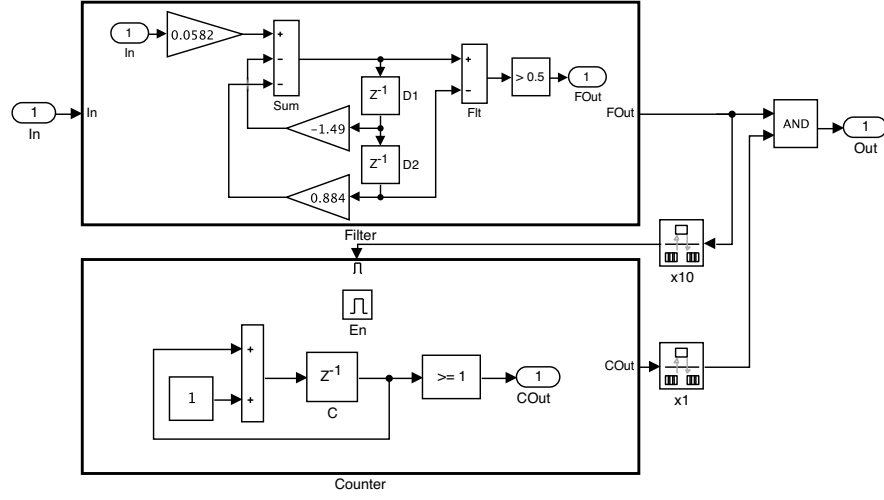 1
In
0.0582
+
−
−
Sum
Z-1
D1
−1.49
Z-1
D2
0.884
+
−
Flt
> 0.5
1
FOut
1
In
In
FOut
AND
1
Out
Filter
x10
En
+
+
1
Z-1
C
>= 1
1
COut
COut
x1
Counter